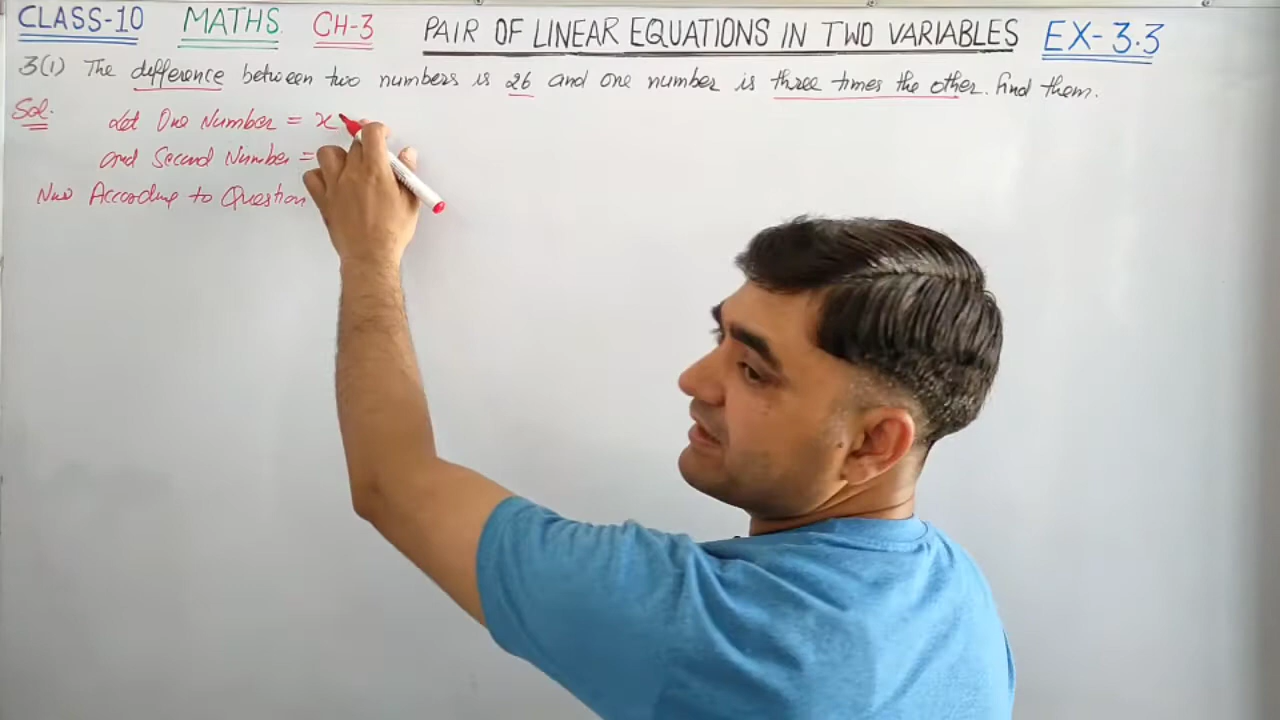 CLASS-10 MATHS. CH-3 PAIR OF LINEAR EQUATIONS IN TWO VARIABLES EX-3.3
3(1) The difference between two numbers is 26 and one number is three times the other. Find them.
Sol. Let One Number = x
and Second Number =
Now According to Question